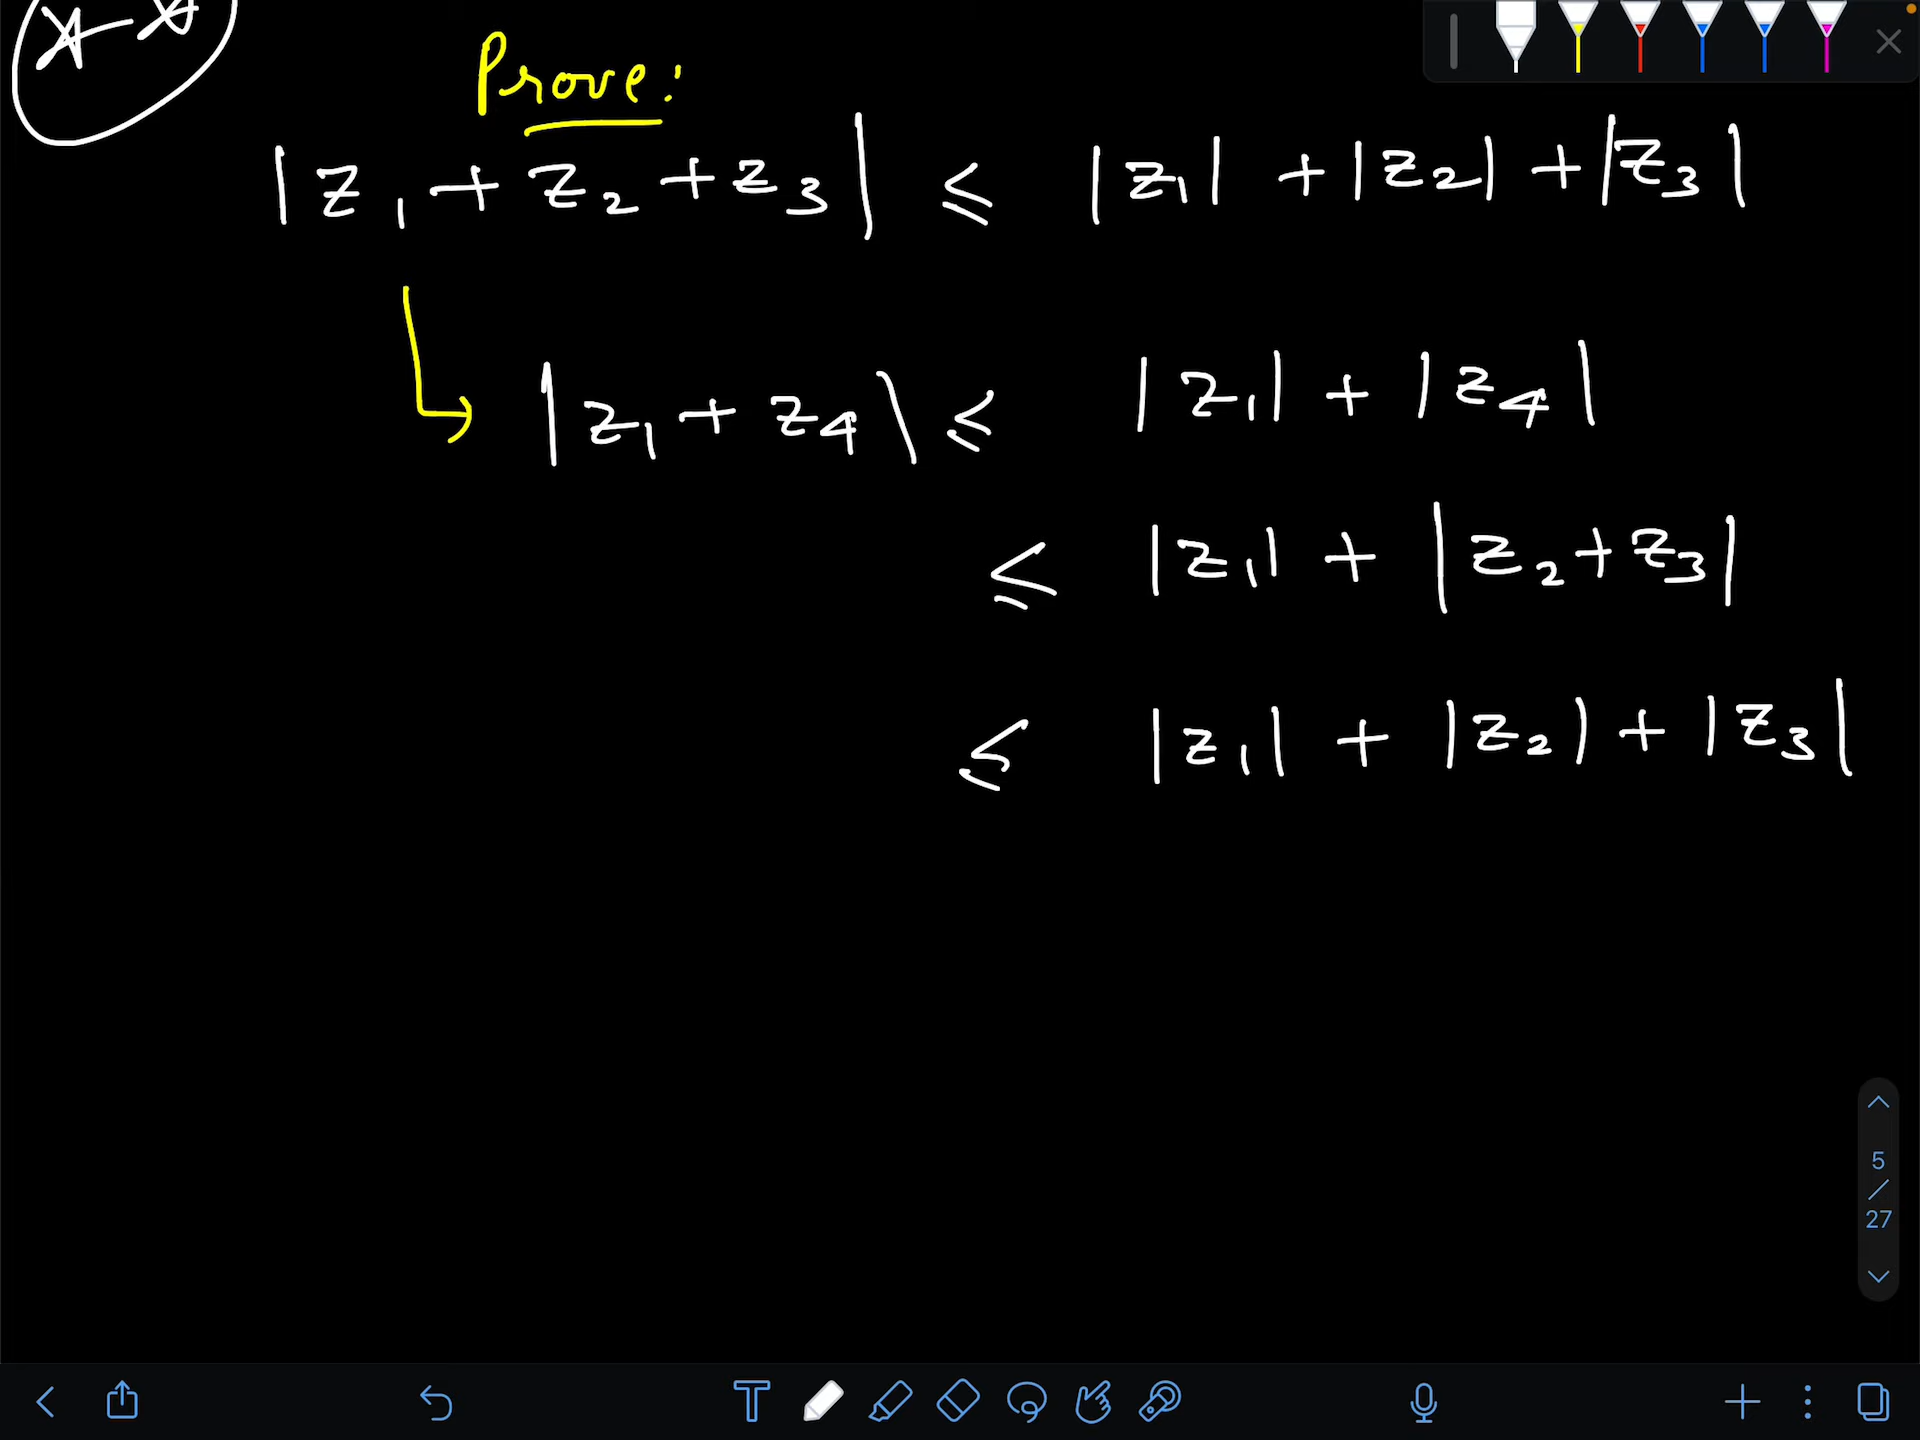 Prove:
|z₁ + z₂ + z₃| ≤ |z₁| + |z₂| + |z₃|
|z₁ + z₄| ≤ |z₁| + |z₄|
≤ |z₁| + |z₂ + z₃|
≤ |z₁| + |z₂| + |z₃|
5
/
27
T